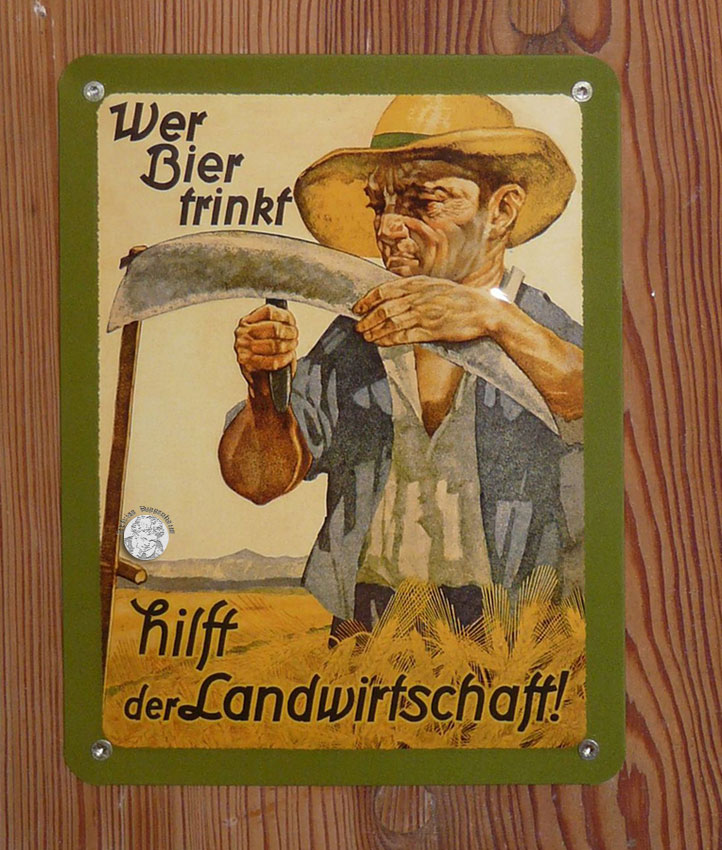 Wer
Bier
trinkt
hilft
der Landwirtschaft!